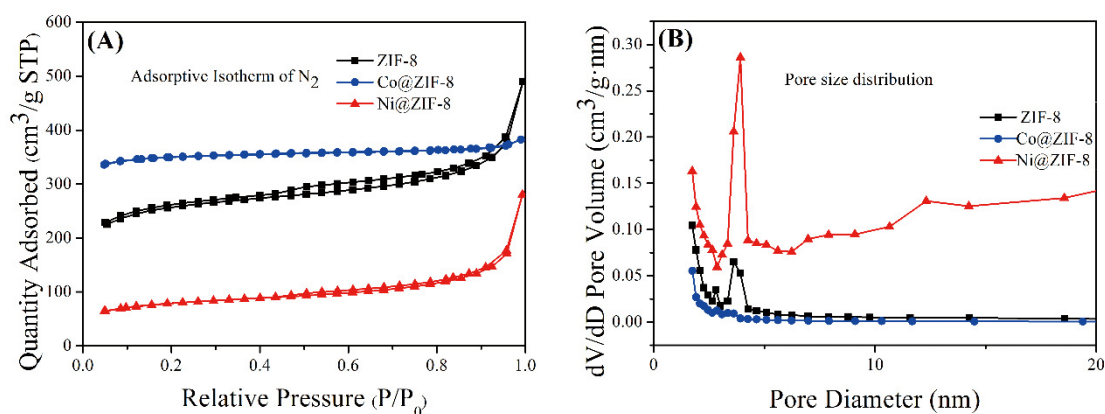 (A)
Adsorptive Isotherm of N2
ZIF-8
Co@ZIF-8
Ni@ZIF-8
Quantity Adsorbed (cm³/g STP)
600
500
400
300
200
100
0
0.0 0.2 0.4 0.6 0.8 1.0
Relative Pressure (P/P0)
(B)
Pore size distribution
ZIF-8
Co@ZIF-8
Ni@ZIF-8
dV/dD Pore Volume (cm³/g·nm)
0.30
0.25
0.20
0.15
0.10
0.05
0.00
0 5 10 20
Pore Diameter (nm)